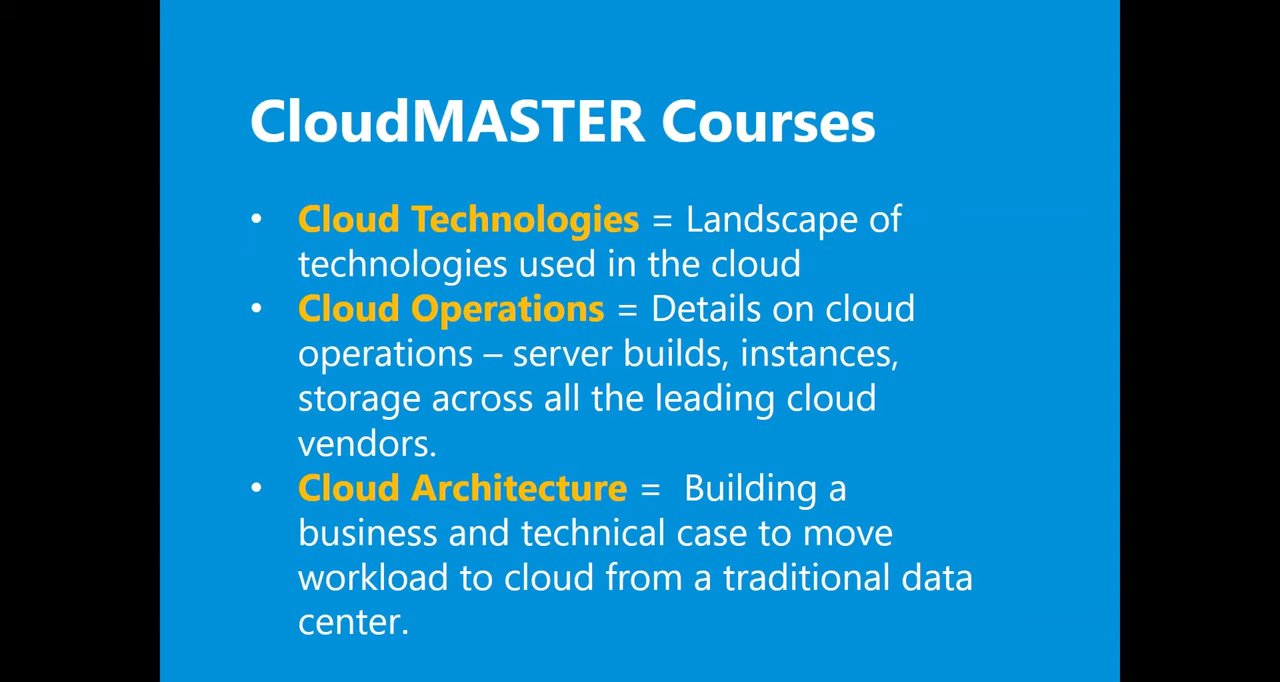 CloudMASTER Courses
• Cloud Technologies = Landscape of
technologies used in the cloud
• Cloud Operations = Details on cloud
operations – server builds, instances,
storage across all the leading cloud
vendors.
• Cloud Architecture =  Building a
business and technical case to move
workload to cloud from a traditional data
center.